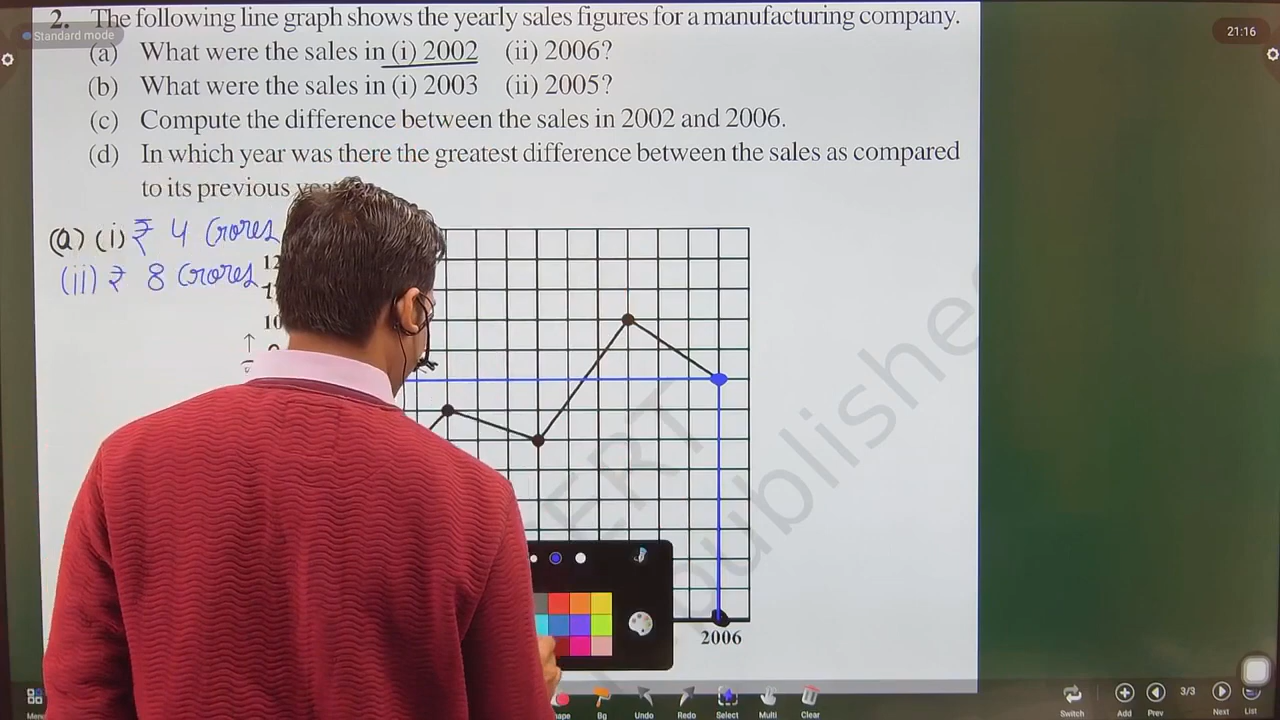 2. The following line graph shows the yearly sales figures for a manufacturing company.
Standard mode
21:16
(a) What were the sales in (i) 2002 (ii) 2006?
(b) What were the sales in (i) 2003 (ii) 2005?
(c) Compute the difference between the sales in 2002 and 2006.
(d) In which year was there the greatest difference between the sales as compared
to its previous
(a) (i) ₹ 4 Crores
(ii) ₹ 8 Crores
12
10
2006
Bg
Undo
Redo
Select
Multi
Clear
Switch
Add
Prev
3/3
Next
List